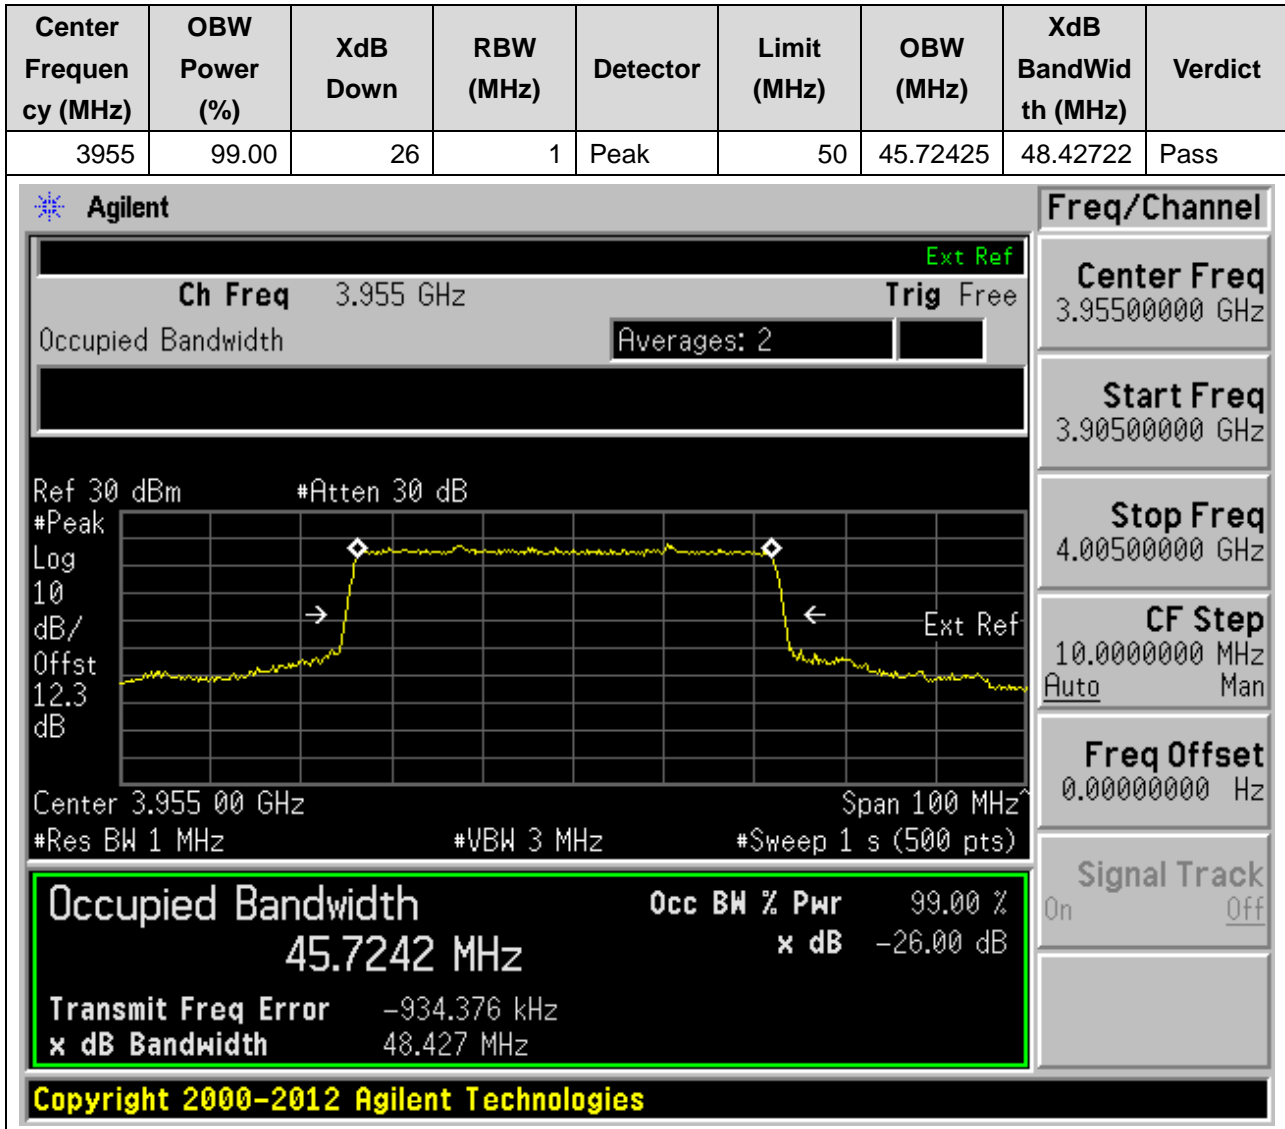 Center Frequen cy (MHz)
OBW Power (%)
XdB Down
RBW (MHz)
Detector
Limit (MHz)
OBW (MHz)
XdB BandWid th (MHz)
Verdict
3955 99.00 26 1 Peak 50 45.72425 48.42722 Pass
Agilent
Freq/Channel
Ext Ref
Ch Freq 3.955 GHz Trig Free
Occupied Bandwidth Averages: 2
Ref 30 dBm #Atten 30 dB
#Peak
Log
10
dB/
Offst
12.3
dB
Ext Ref
Center 3.955 00 GHz Span 100 MHz^
#Res BW 1 MHz #VBW 3 MHz #Sweep 1 s (500 pts)
Occupied Bandwidth
45.7242 MHz
Occ BW % Pwr 99.00 %
x dB -26.00 dB
Transmit Freq Error -934.376 kHz
x dB Bandwidth 48.427 MHz
Center Freq
3.95500000 GHz
Start Freq
3.90500000 GHz
Stop Freq
4.00500000 GHz
CF Step
10.0000000 MHz
Auto Man
Freq Offset
0.00000000 Hz
Signal Track
On Off
Copyright 2000-2012 Agilent Technologies